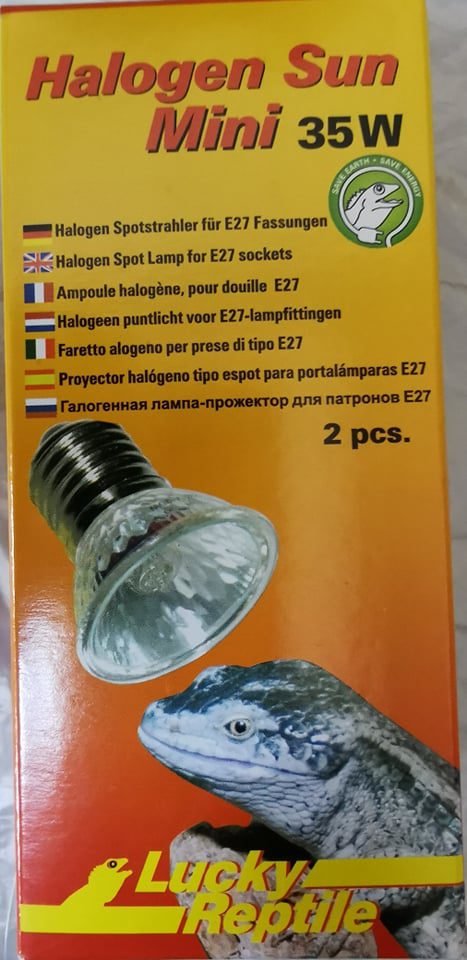 Halogen Sun
Mini 35W
SAVE EARTH • SAVE ENERGY
Halogen Spotstrahler für E27 Fassungen
Halogen Spot Lamp for E27 sockets
Ampoule halogène, pour douille E27
Halogeen puntlicht voor E27-lampfittingen
Faretto alogeno per prese di tipo E27
Proyector halógeno tipo espot para portalámparas E27
Галогенная лампа-прожектор для патронов E27
2 pcs.
Lucky
Reptile